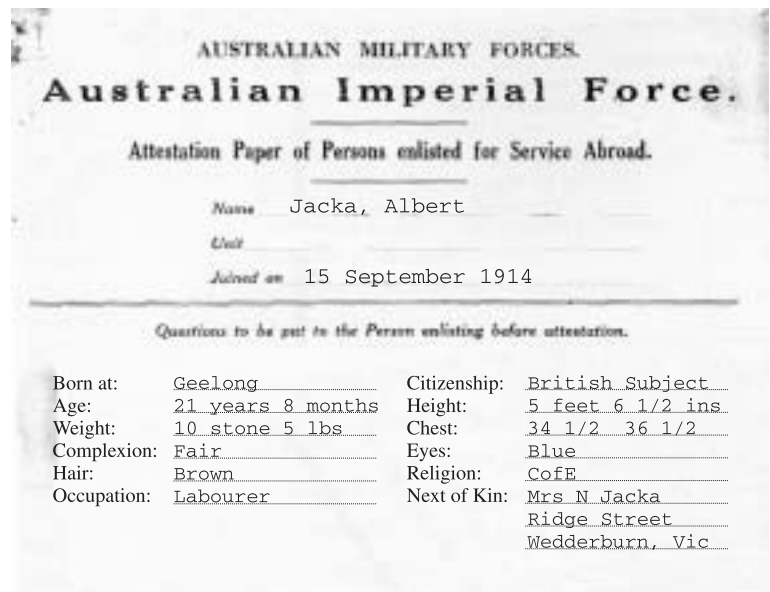 AUSTRALIAN MILITARY FORCES.
Australian Imperial Force.
Attestation Paper of Persons enlisted for Service Abroad.
Name Jacka, Albert
Unit
Joined on 15 September 1914
Questions to be put to the Person enlisting before attestation.
Born at: Geelong
Age: 21 years 8 months
Weight: 10 stone 5 lbs
Complexion: Fair
Hair: Brown
Occupation: Labourer
Citizenship: British Subject
Height: 5 feet 6 1/2 ins
Chest: 34 1/2 36 1/2
Eyes: Blue
Religion: CofE
Next of Kin: Mrs N Jacka
Ridge Street
Wedderburn, Vic